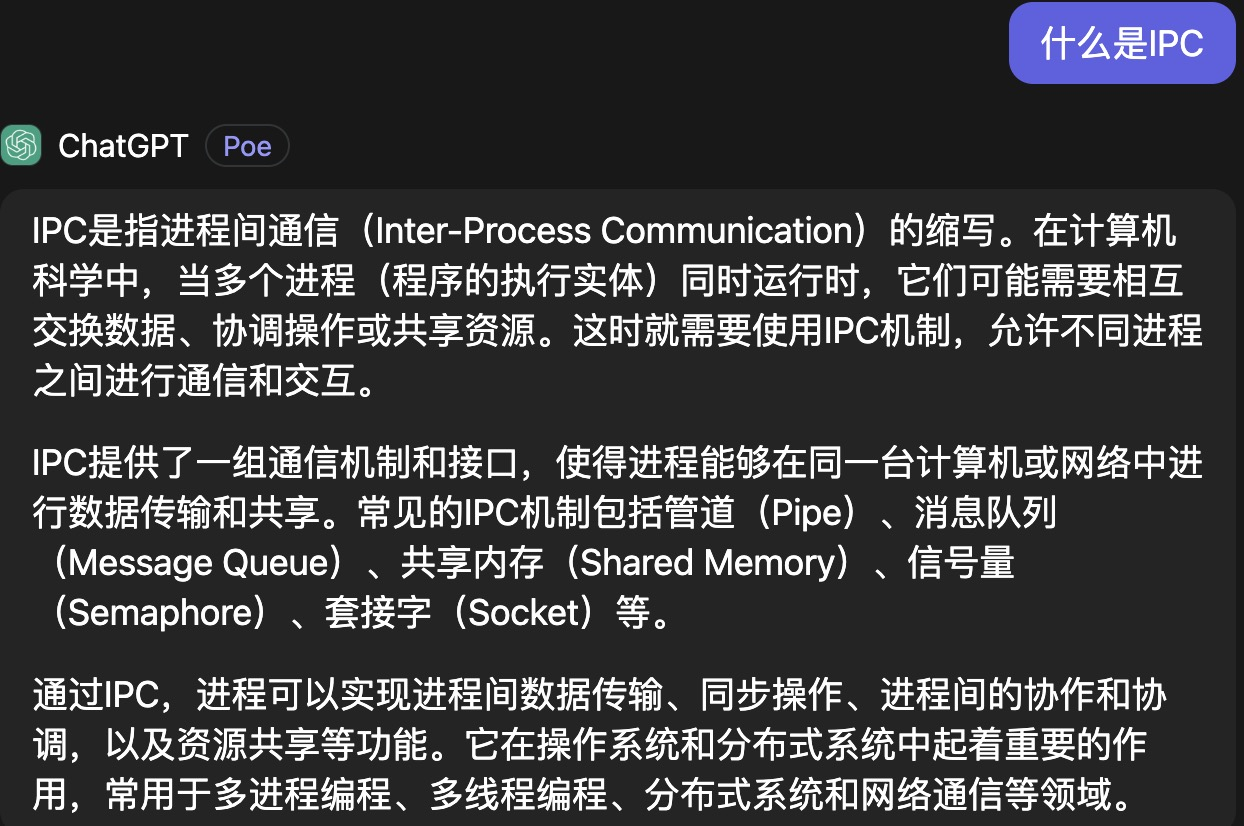 什么是IPC
ChatGPT Poe
IPC是指进程间通信（Inter-Process Communication）的缩写。在计算机
科学中，当多个进程（程序的执行实体）同时运行时，它们可能需要相互
交换数据、协调操作或共享资源。这时就需要使用IPC机制，允许不同进程
之间进行通信和交互。
IPC提供了一组通信机制和接口，使得进程能够在同一台计算机或网络中进
行数据传输和共享。常见的IPC机制包括管道（Pipe）、消息队列
（Message Queue）、共享内存（Shared Memory）、信号量
（Semaphore）、套接字（Socket）等。
通过IPC，进程可以实现进程间数据传输、同步操作、进程间的协作和协
调，以及资源共享等功能。它在操作系统和分布式系统中起着重要的作
用，常用于多进程编程、多线程编程、分布式系统和网络通信等领域。